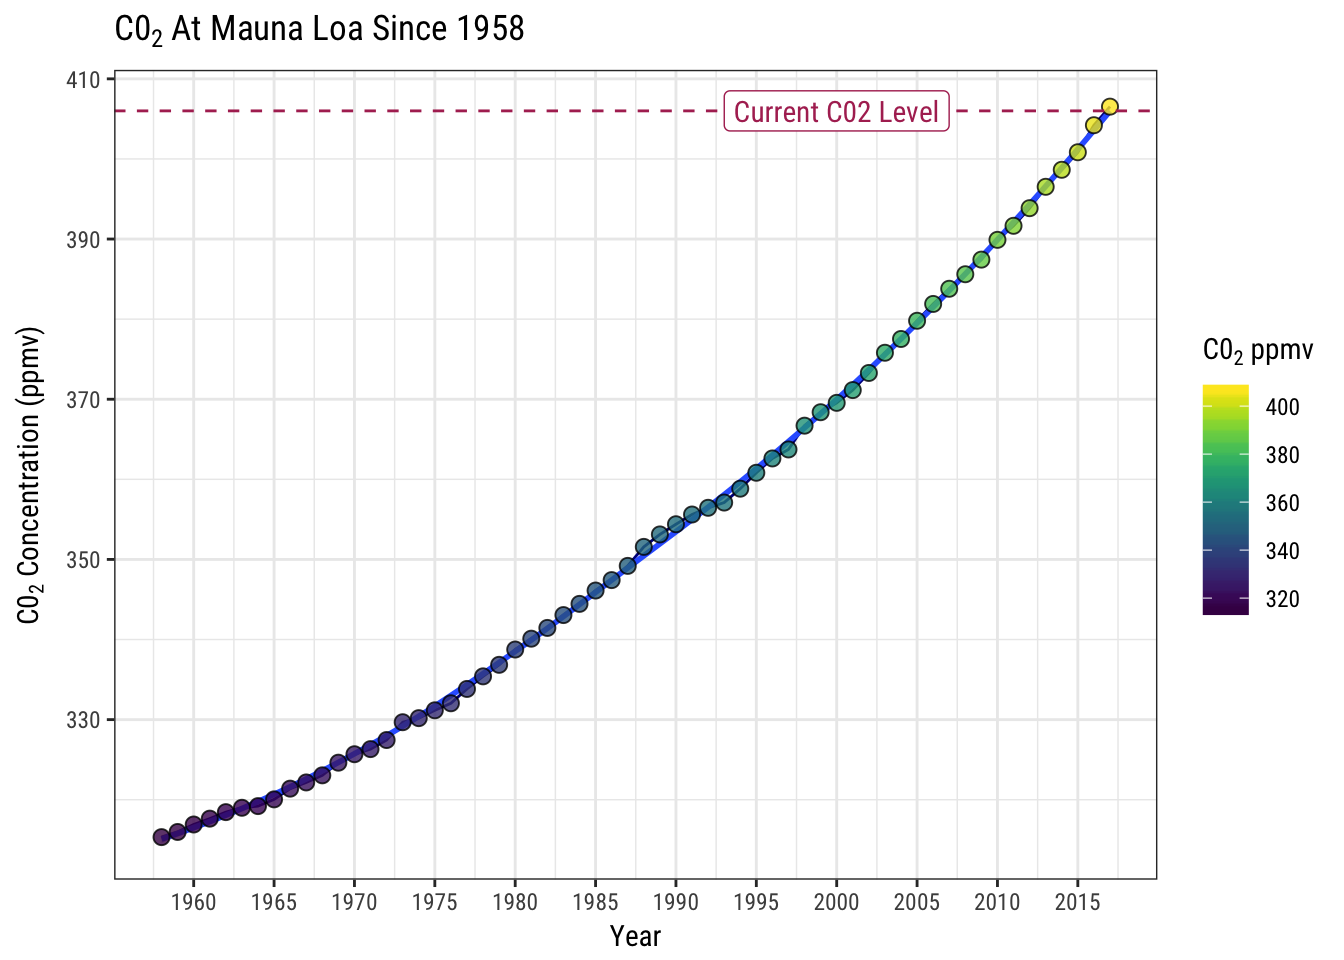 C0₂ At Mauna Loa Since 1958
410
390
370
350
330
C0₂ Concentration (ppmv)
Current C02 Level
1960 1965 1970 1975 1980 1985 1990 1995 2000 2005 2010 2015
Year
C0₂ ppmv
400
380
360
340
320